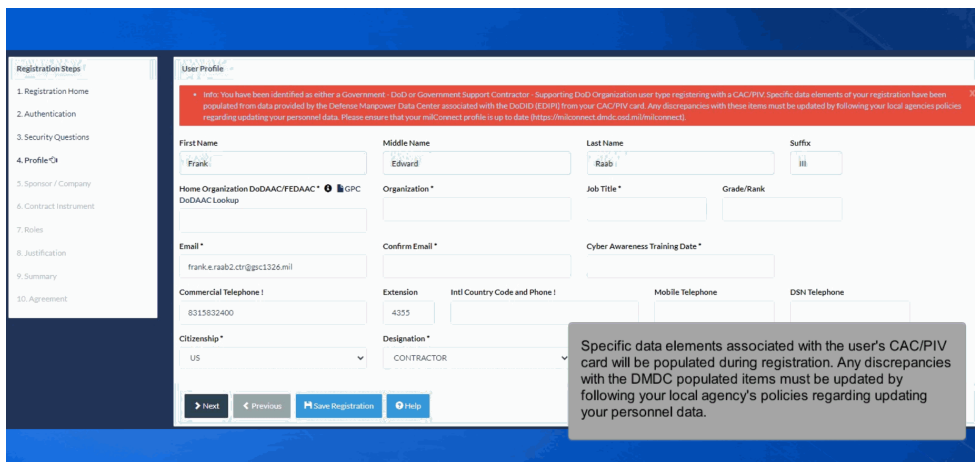 Registration Steps
1. Registration Home
2. Authentication
3. Security Questions
4. Profile
5. Sponsor / Company
6. Contract Instrument
7. Roles
8. Justification
9. Summary
10. Agreement
User Profile
X
• Info: You have been identified as either a Government - DoD or Government Support Contractor - Supporting DoD Organization user type registering with a CAC/PIV. Specific data elements of your registration have been
populated from data provided by the Defense Manpower Data Center associated with the DoDID (EDIPI) from your CAC/PIV card. Any discrepancies with these items must be updated by following your local agencies policies
regarding updating your personnel data. Please ensure that your milConnect profile is up to date (https://milconnect.dmdc.osd.mil/milconnect).
First Name Middle Name Last Name Suffix
Frank Edward Raab III
Home Organization DoDAAC/FEDAAC * GPC Organization * Job Title * Grade/Rank
DoDAAC Lookup
Email * Confirm Email * Cyber Awareness Training Date *
frank.e.raab2.ctr@gsc1326.mil
Commercial Telephone ! Extension Intl Country Code and Phone ! Mobile Telephone DSN Telephone
8315832400 4355
Citizenship * Designation *
US CONTRACTOR
Next Previous Save Registration Help
Specific data elements associated with the user's CAC/PIV
card will be populated during registration. Any discrepancies
with the DMDC populated items must be updated by
following your local agency's policies regarding updating
your personnel data.